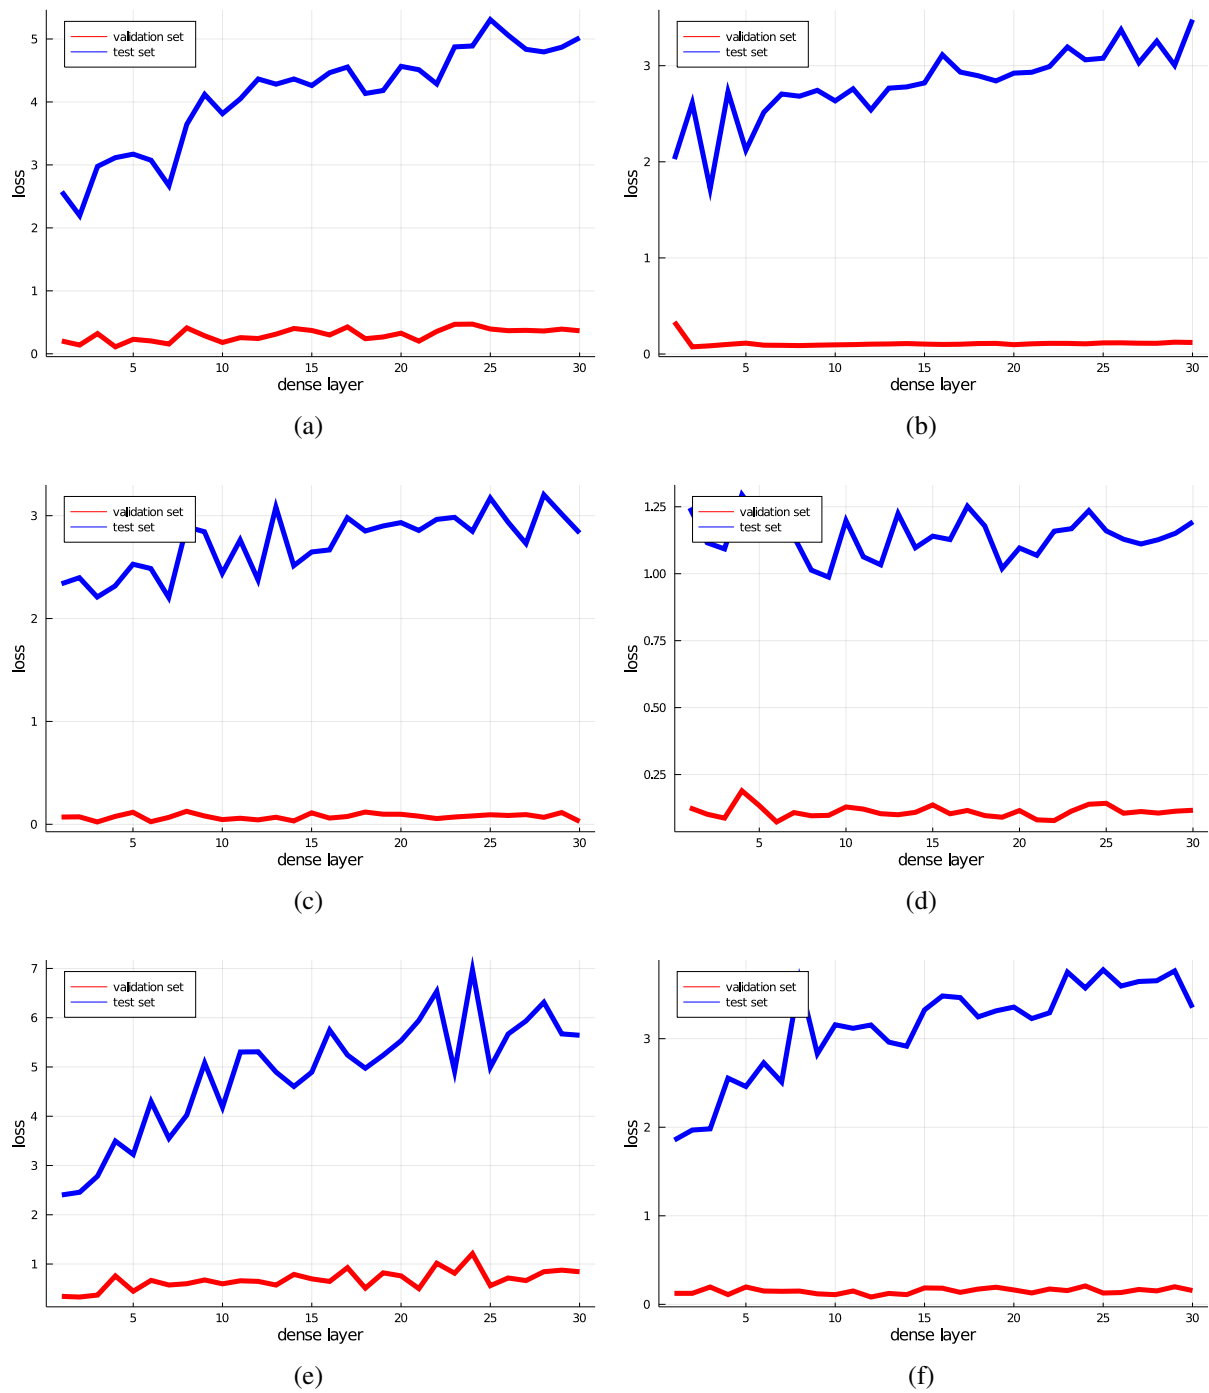 validation set
test set
5
4
3
2
1
0
loss
5 10 15 20 25 30
dense layer
(a)
validation set
test set
3
2
1
0
loss
5 10 15 20 25 30
dense layer
(b)
validation set
test set
3
2
1
0
loss
5 10 15 20 25 30
dense layer
(c)
validation set
test set
1.25
1.00
0.75
0.50
0.25
loss
5 10 15 20 25 30
dense layer
(d)
validation set
test set
7
6
5
4
3
2
1
loss
5 10 15 20 25 30
dense layer
(e)
validation set
test set
3
2
1
0
loss
5 10 15 20 25 30
dense layer
(f)